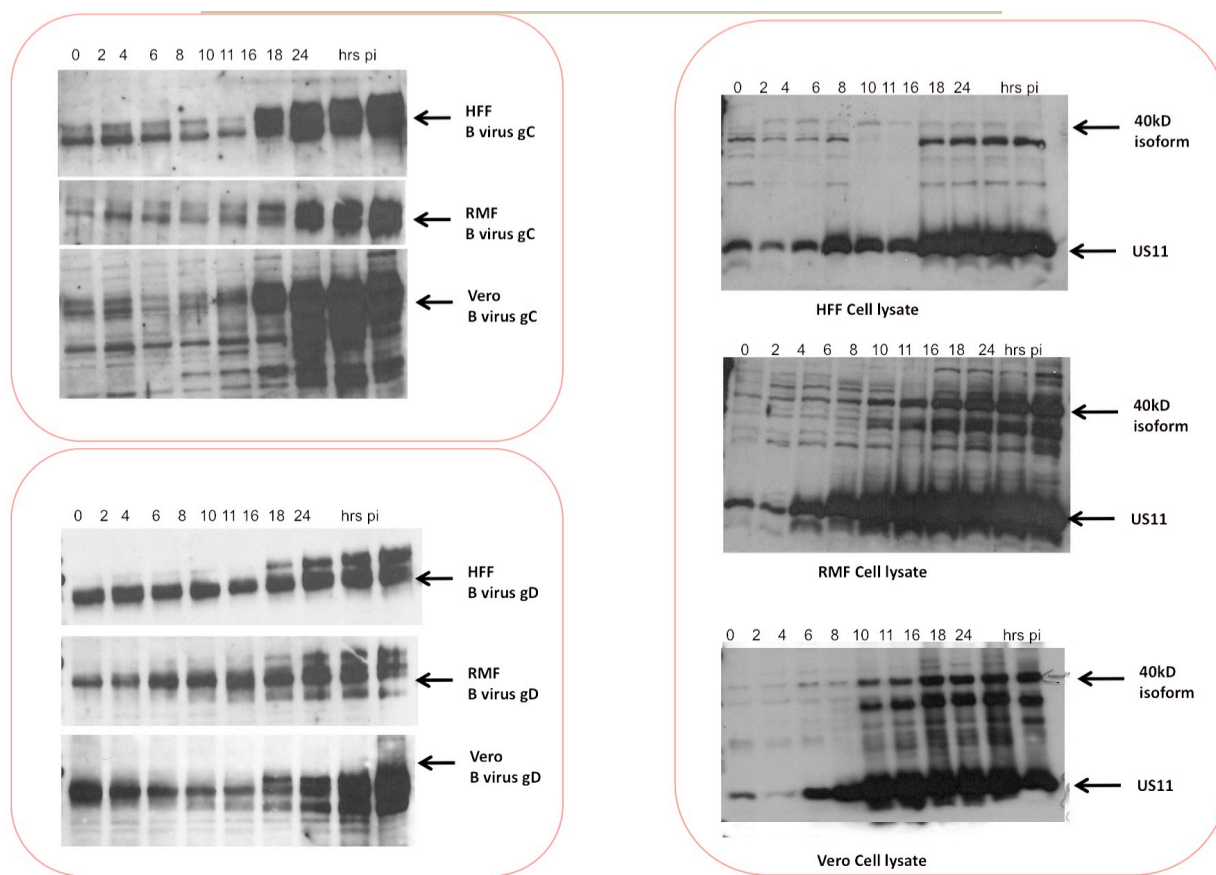 0 2 4 6 8 10 11 16 18 24 hrs pi
HFF
B virus gC
RMF
B virus gC
Vero
B virus gC
0 2 4 6 8 10 11 16 18 24 hrs pi
HFF
B virus gD
RMF
B virus gD
Vero
B virus gD
0 2 4 6 8 10 11 16 18 24 hrs pi
40kD
isoform
US11
HFF Cell lysate
0 2 4 6 8 10 11 16 18 24 hrs pi
40kD
isoform
US11
RMF Cell lysate
0 2 4 6 8 10 11 16 18 24 hrs pi
40kD
isoform
US11
Vero Cell lysate